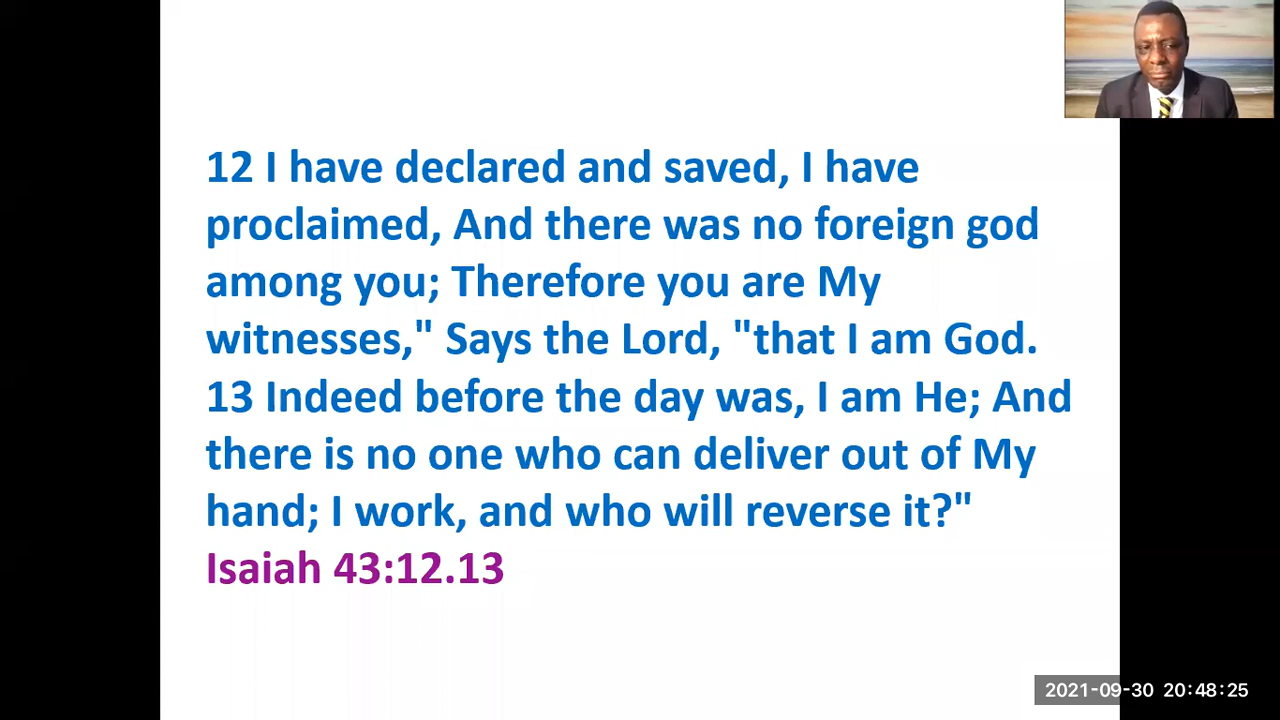 12 I have declared and saved, I have
proclaimed, And there was no foreign god
among you; Therefore you are My
witnesses," Says the Lord, "that I am God.
13 Indeed before the day was, I am He; And
there is no one who can deliver out of My
hand; I work, and who will reverse it?"
Isaiah 43:12.13
2021-09-30 20:48:25